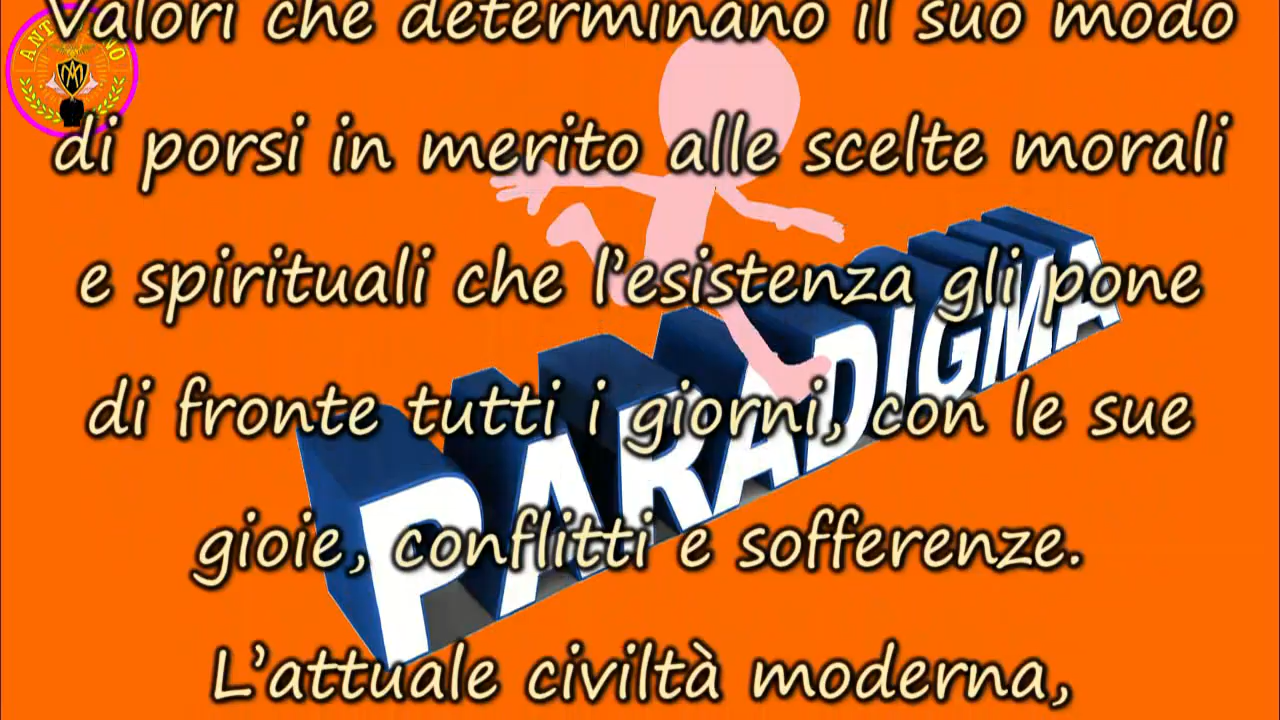 Valori che determinano il suo modo
di porsi in merito alle scelte morali
e spirituali che l’esistenza gli pone
di fronte tutti i giorni, con le sue
gioie, conflitti e sofferenze.
L’attuale civiltà moderna,
PARADIGMA